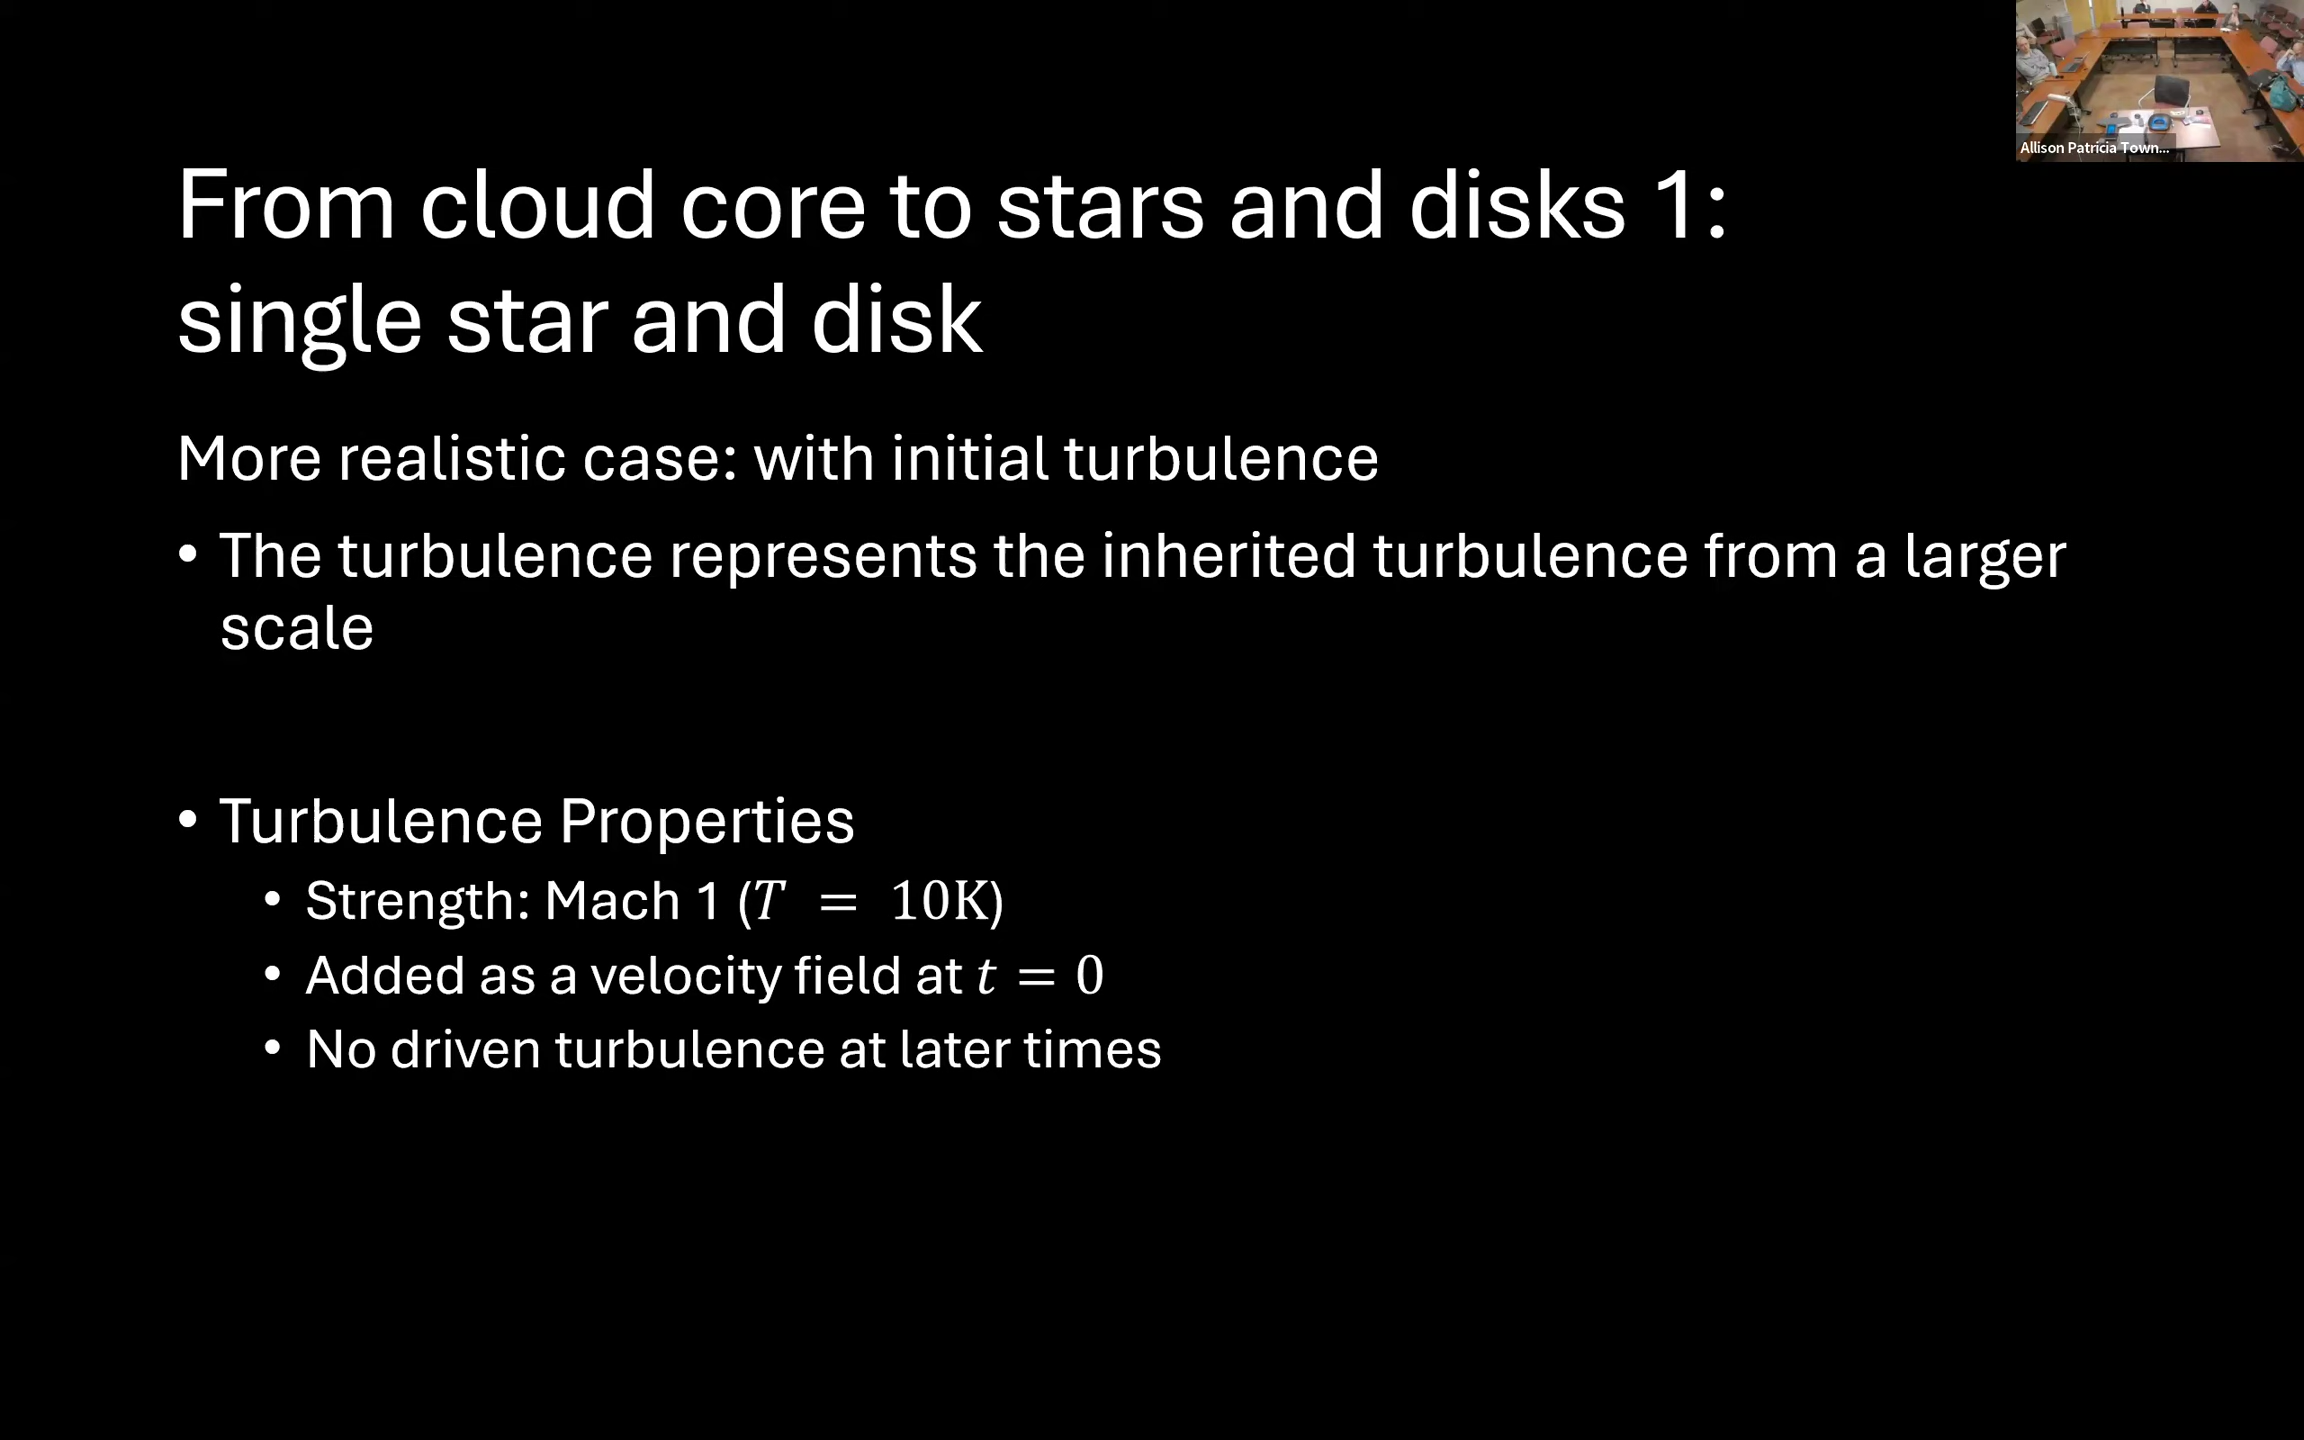 From cloud core to stars and disks 1:
single star and disk
More realistic case: with initial turbulence
• The turbulence represents the inherited turbulence from a larger
scale
• Turbulence Properties
• Strength: Mach 1 (T = 10K)
• Added as a velocity field at t = 0
• No driven turbulence at later times
Allison Patricia Town...